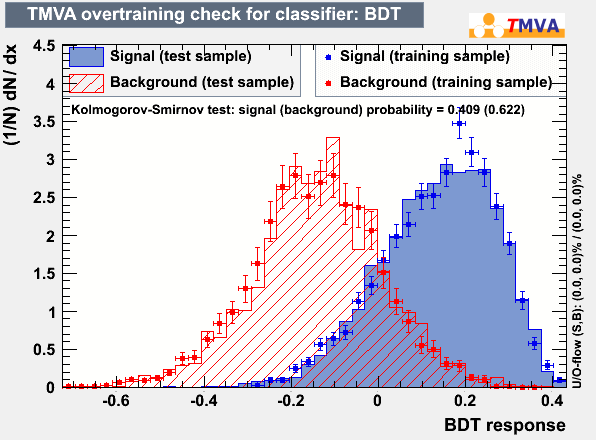 TMVA overtraining check for classifier: BDT
TMVA
(1/N) dN / dx
4.5
4
3.5
3
2.5
2
1.5
1
0.5
0
Signal (test sample)
Background (test sample)
Signal (training sample)
Background (training sample)
Kolmogorov-Smirnov test: signal (background) probability = 0.409 (0.622)
U/O-flow (S,B): (0.0, 0.0)% / (0.0, 0.0)%
-0.6 -0.4 -0.2 0 0.2 0.4
BDT response